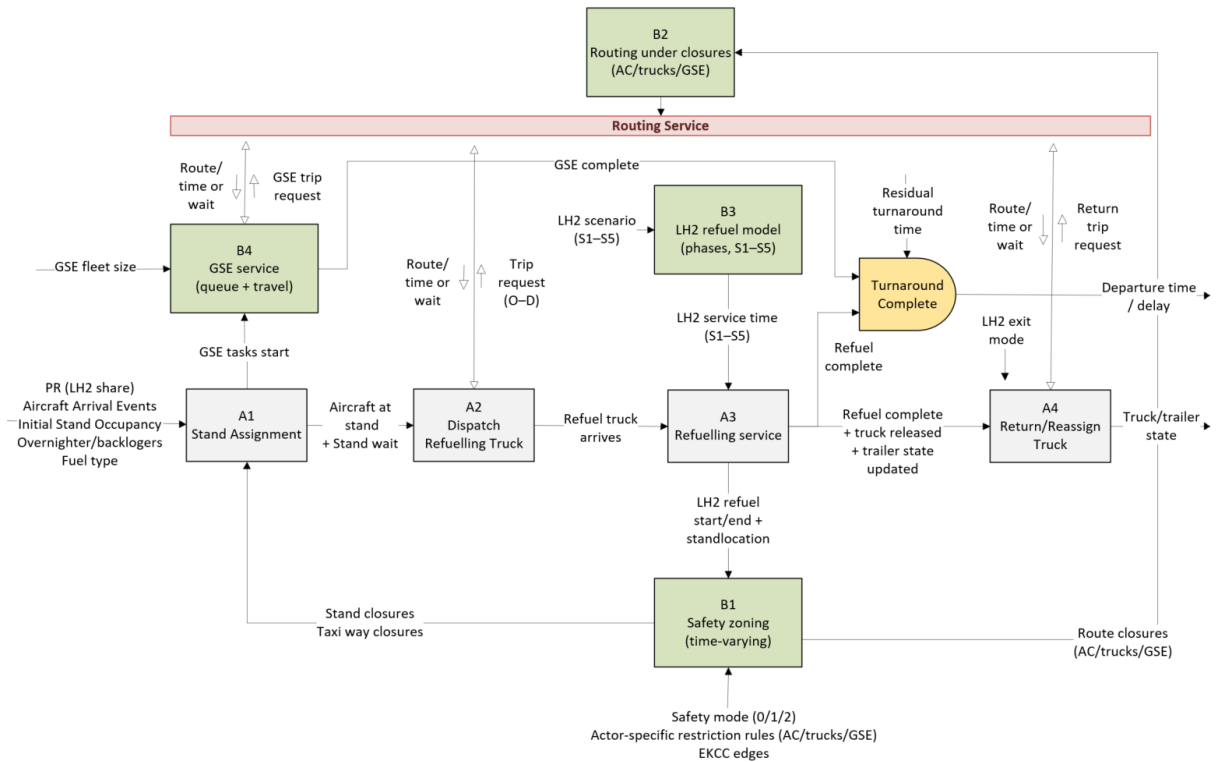 B2
Routing under closures
(AC/trucks/GSE)
Routing Service
Route/
time or
wait
GSE trip
request
GSE complete
B4
GSE service
(queue + travel)
GSE fleet size
GSE tasks start
LH2 scenario
(S1–S5)
B3
LH2 refuel model
(phases, S1–S5)
Residual
turnaround
time
Route/
time or
wait
Return
trip
request
Route/
time or
wait
Trip
request
(O–D)
LH2 service time
(S1–S5)
Turnaround
Complete
Departure time
/ delay
Refuel
complete
LH2 exit
mode
PR (LH2 share)
Aircraft Arrival Events
Initial Stand Occupancy
Overnighter/backlogers
Fuel type
A1
Stand Assignment
Aircraft at
stand
+ Stand wait
A2
Dispatch
Refuelling Truck
Refuel truck
arrives
A3
Refuelling service
Refuel complete
+ truck released
+ trailer state
updated
A4
Return/Reassign
Truck
Truck/trailer
state
LH2 refuel
start/end +
standlocation
Stand closures
Taxi way closures
B1
Safety zoning
(time-varying)
Route closures
(AC/trucks/GSE)
Safety mode (0/1/2)
Actor-specific restriction rules (AC/trucks/GSE)
EKCC edges